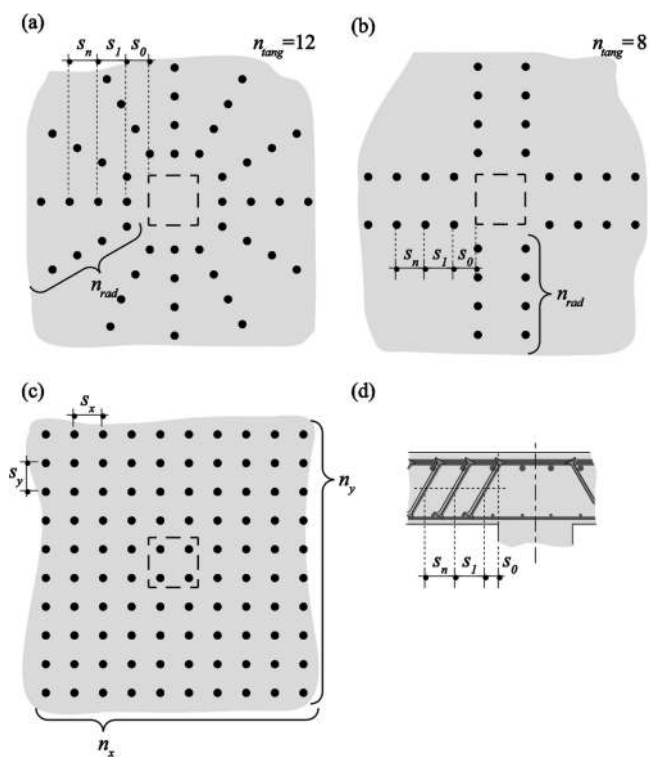 (a)
s_n s_1 s_0
n_tang=12
n_rad
(b)
n_tang=8
s_n s_1 s_0
n_rad
(c)
s_x
s_y
n_y
n_x
(d)
s_n s_1 s_0